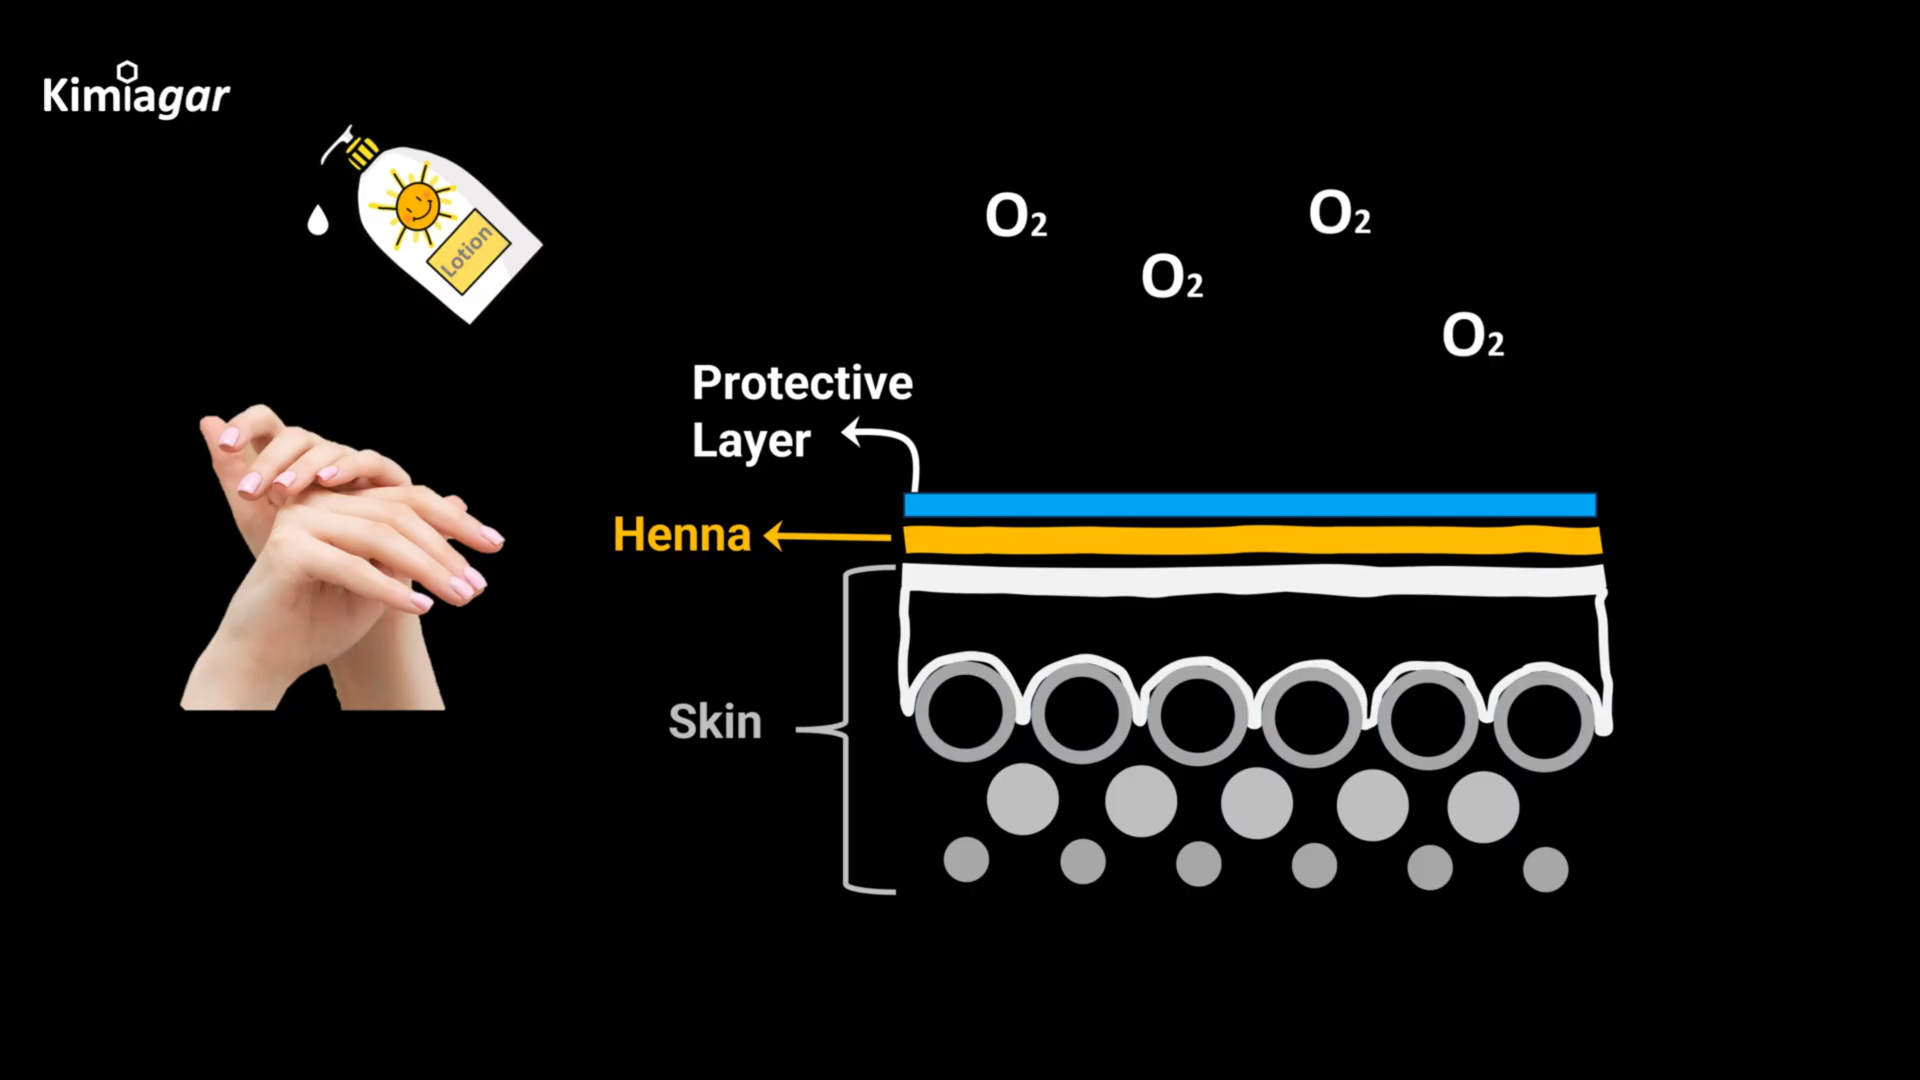 Kimiagar
Lotion
O₂
O₂
O₂
O₂
Protective
Layer
Henna
Skin